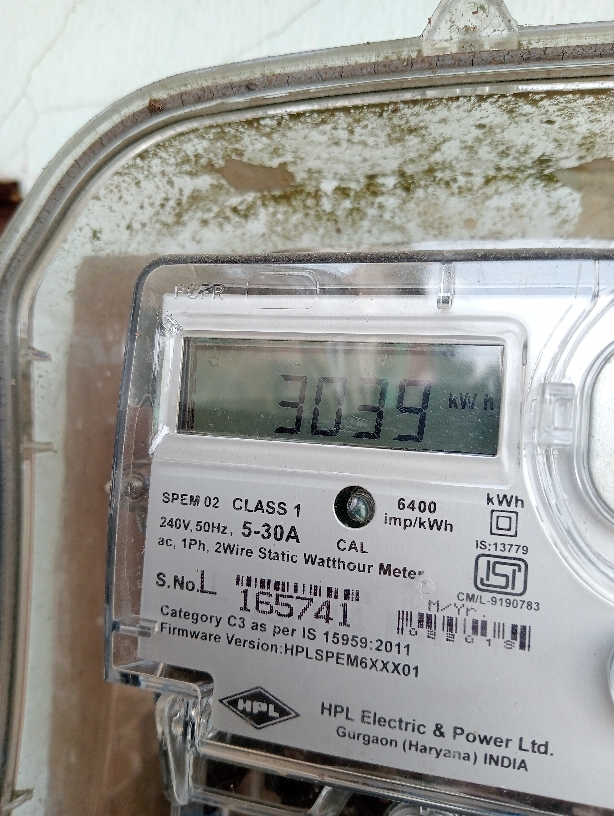 3039 kWh
SPEM 02 CLASS 1
6400 imp/kWh
kWh
240V, 50Hz, 5-30A
CAL
IS:13779
ac, 1Ph, 2Wire Static Watthour Meter
ISI
CM/L-9190783
S.No. L 165741
M/Yr.
Category C3 as per IS 15959:2011
Firmware Version:HPLSPEM6XXX01
HPL
HPL Electric & Power Ltd.
Gurgaon (Haryana) INDIA